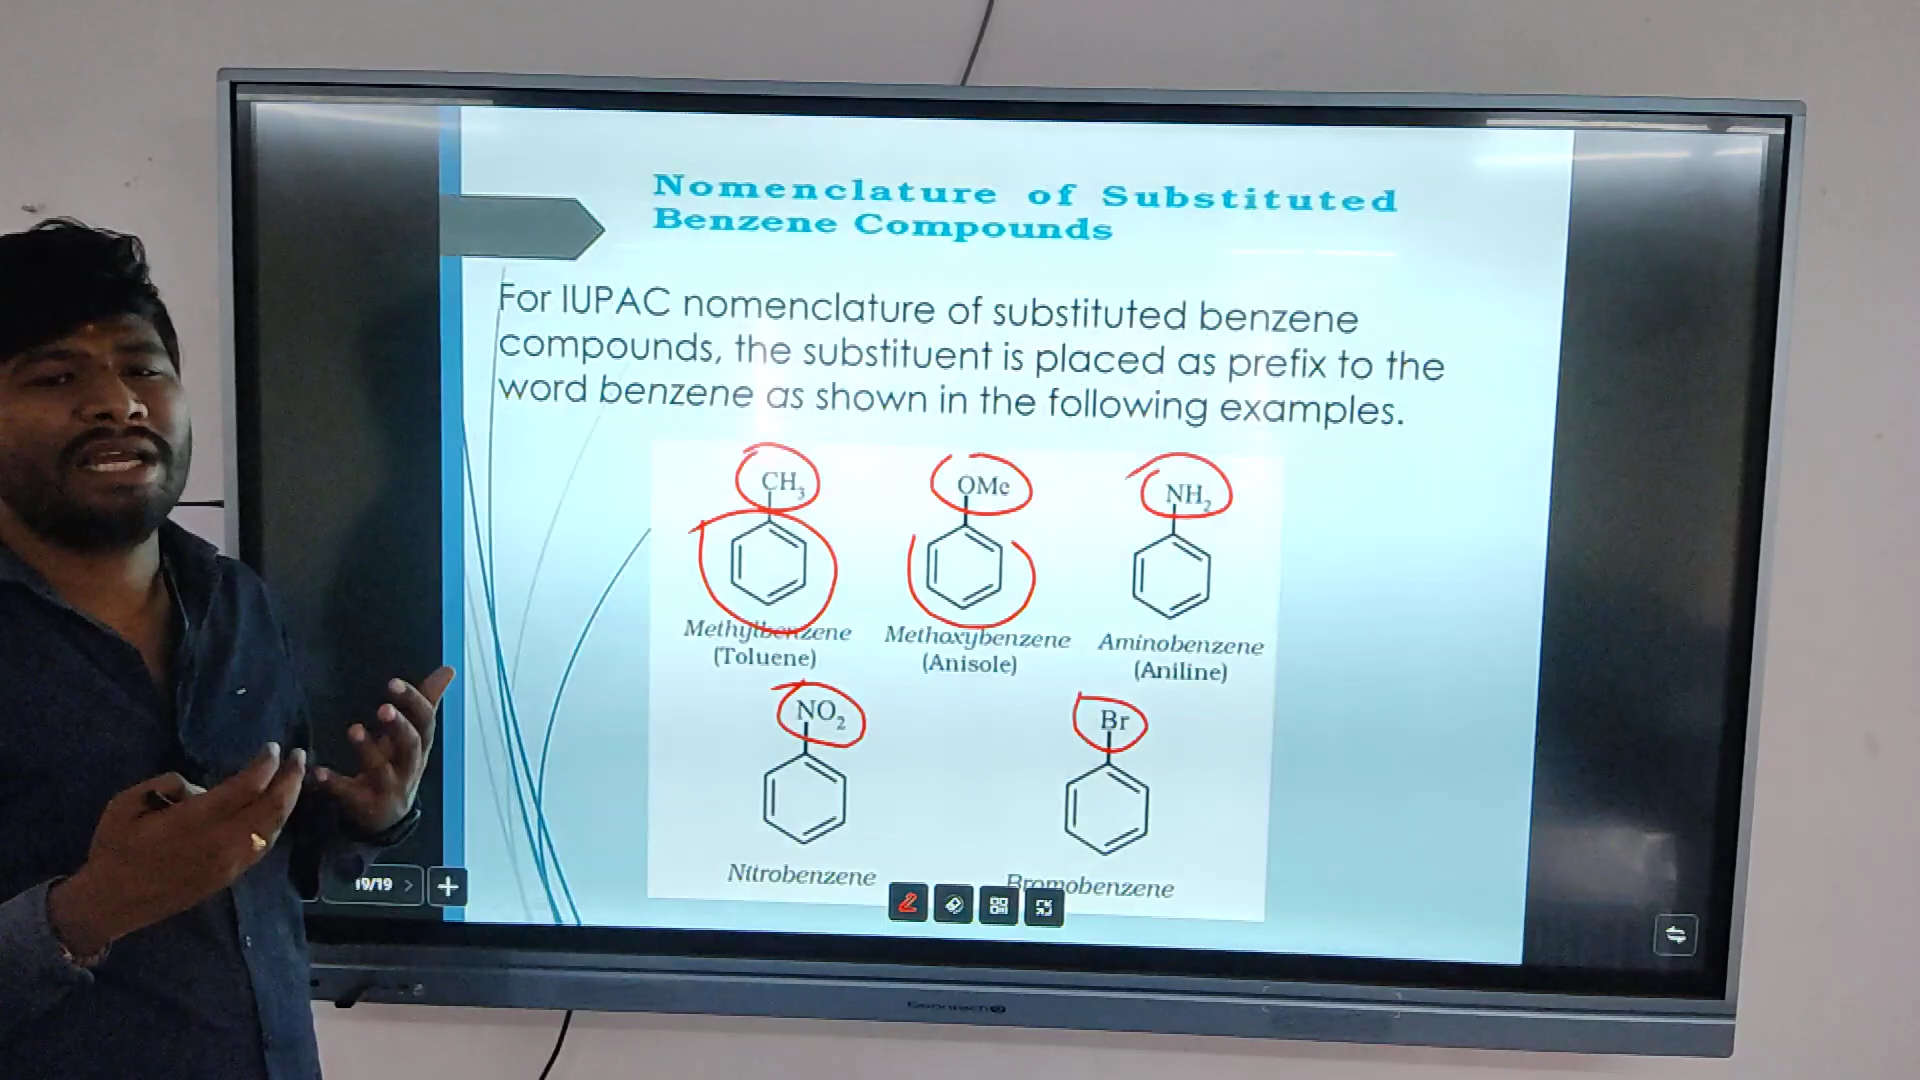 Nomenclature of Substituted
Benzene Compounds
For IUPAC nomenclature of substituted benzene
compounds, the substituent is placed as prefix to the
word benzene as shown in the following examples.
CH₃ OMe NH₂
Methylbenzene Methoxybenzene Aminobenzene
(Toluene) (Anisole) (Aniline)
NO₂ Br
Nitrobenzene Bromobenzene
19/19 > +